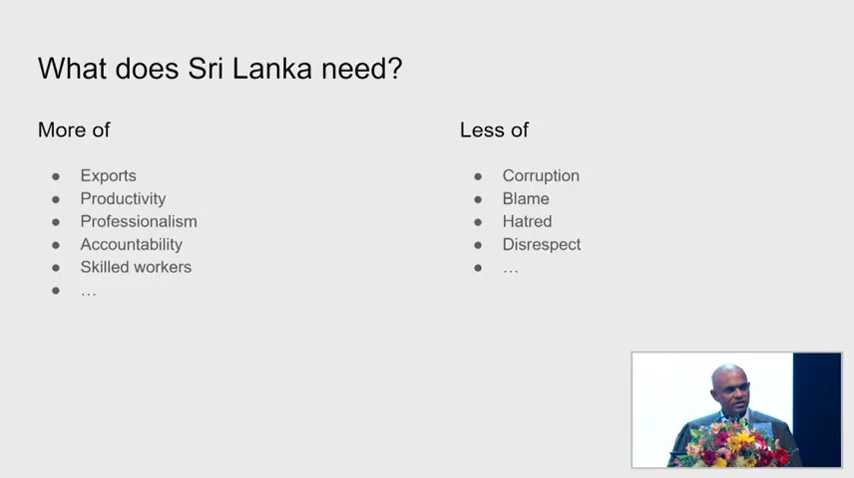 What does Sri Lanka need?
More of
● Exports
● Productivity
● Professionalism
● Accountability
● Skilled workers
● …
Less of
● Corruption
● Blame
● Hatred
● Disrespect
● …